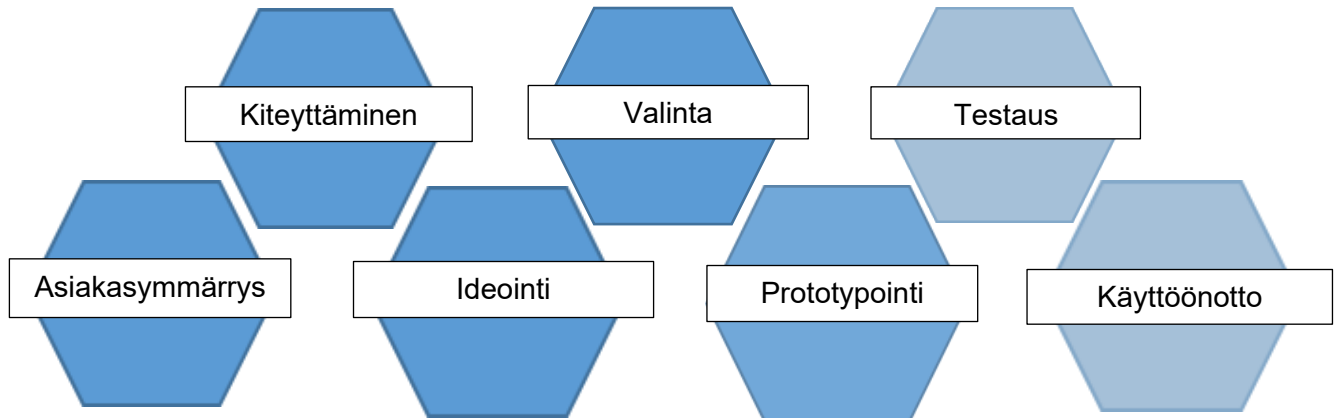 Kiteyttäminen
Valinta
Testaus
Asiakasymmärrys
Ideointi
Prototypointi
Käyttöönotto